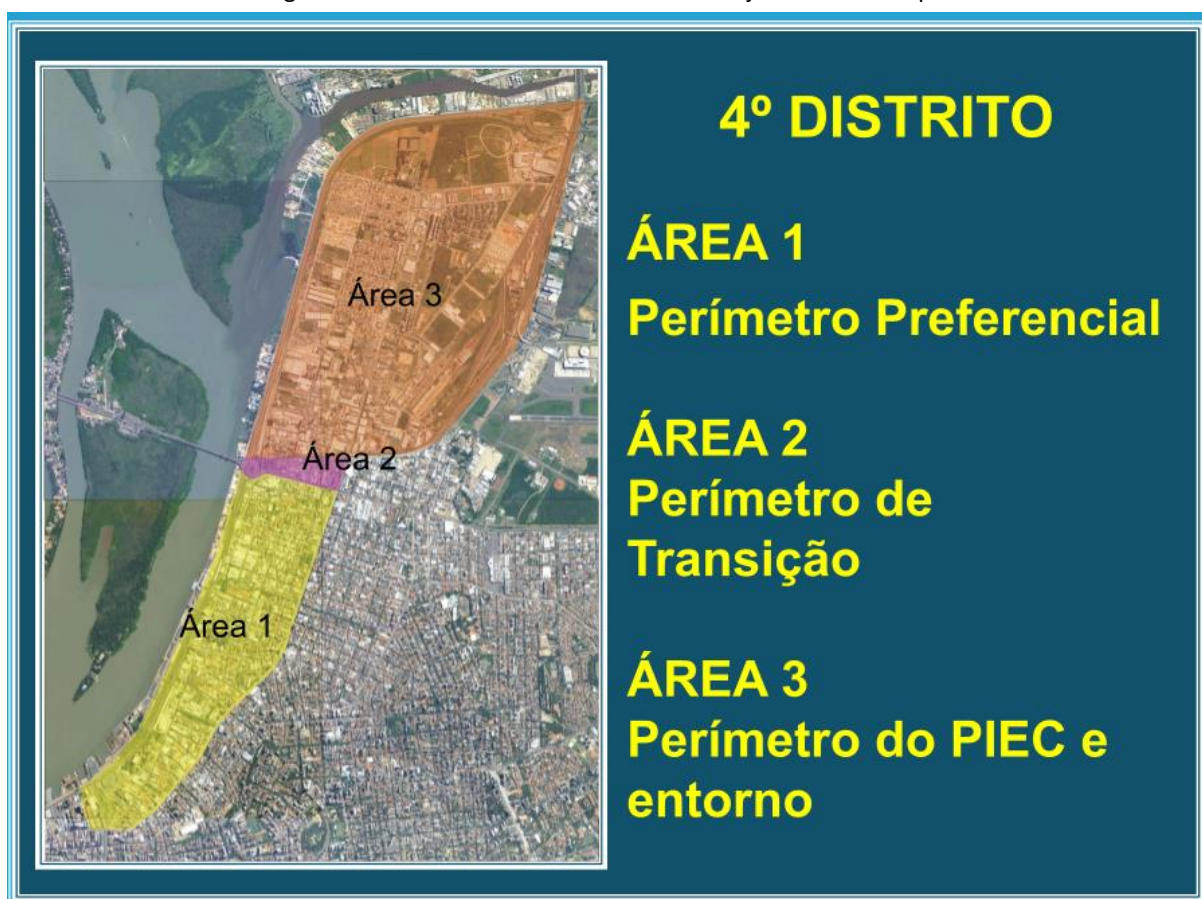 4º DISTRITO
ÁREA 1
Perímetro Preferencial
ÁREA 2
Perímetro de
Transição
ÁREA 3
Perímetro do PIEC e
entorno
Área 3
Área 2
Área 1